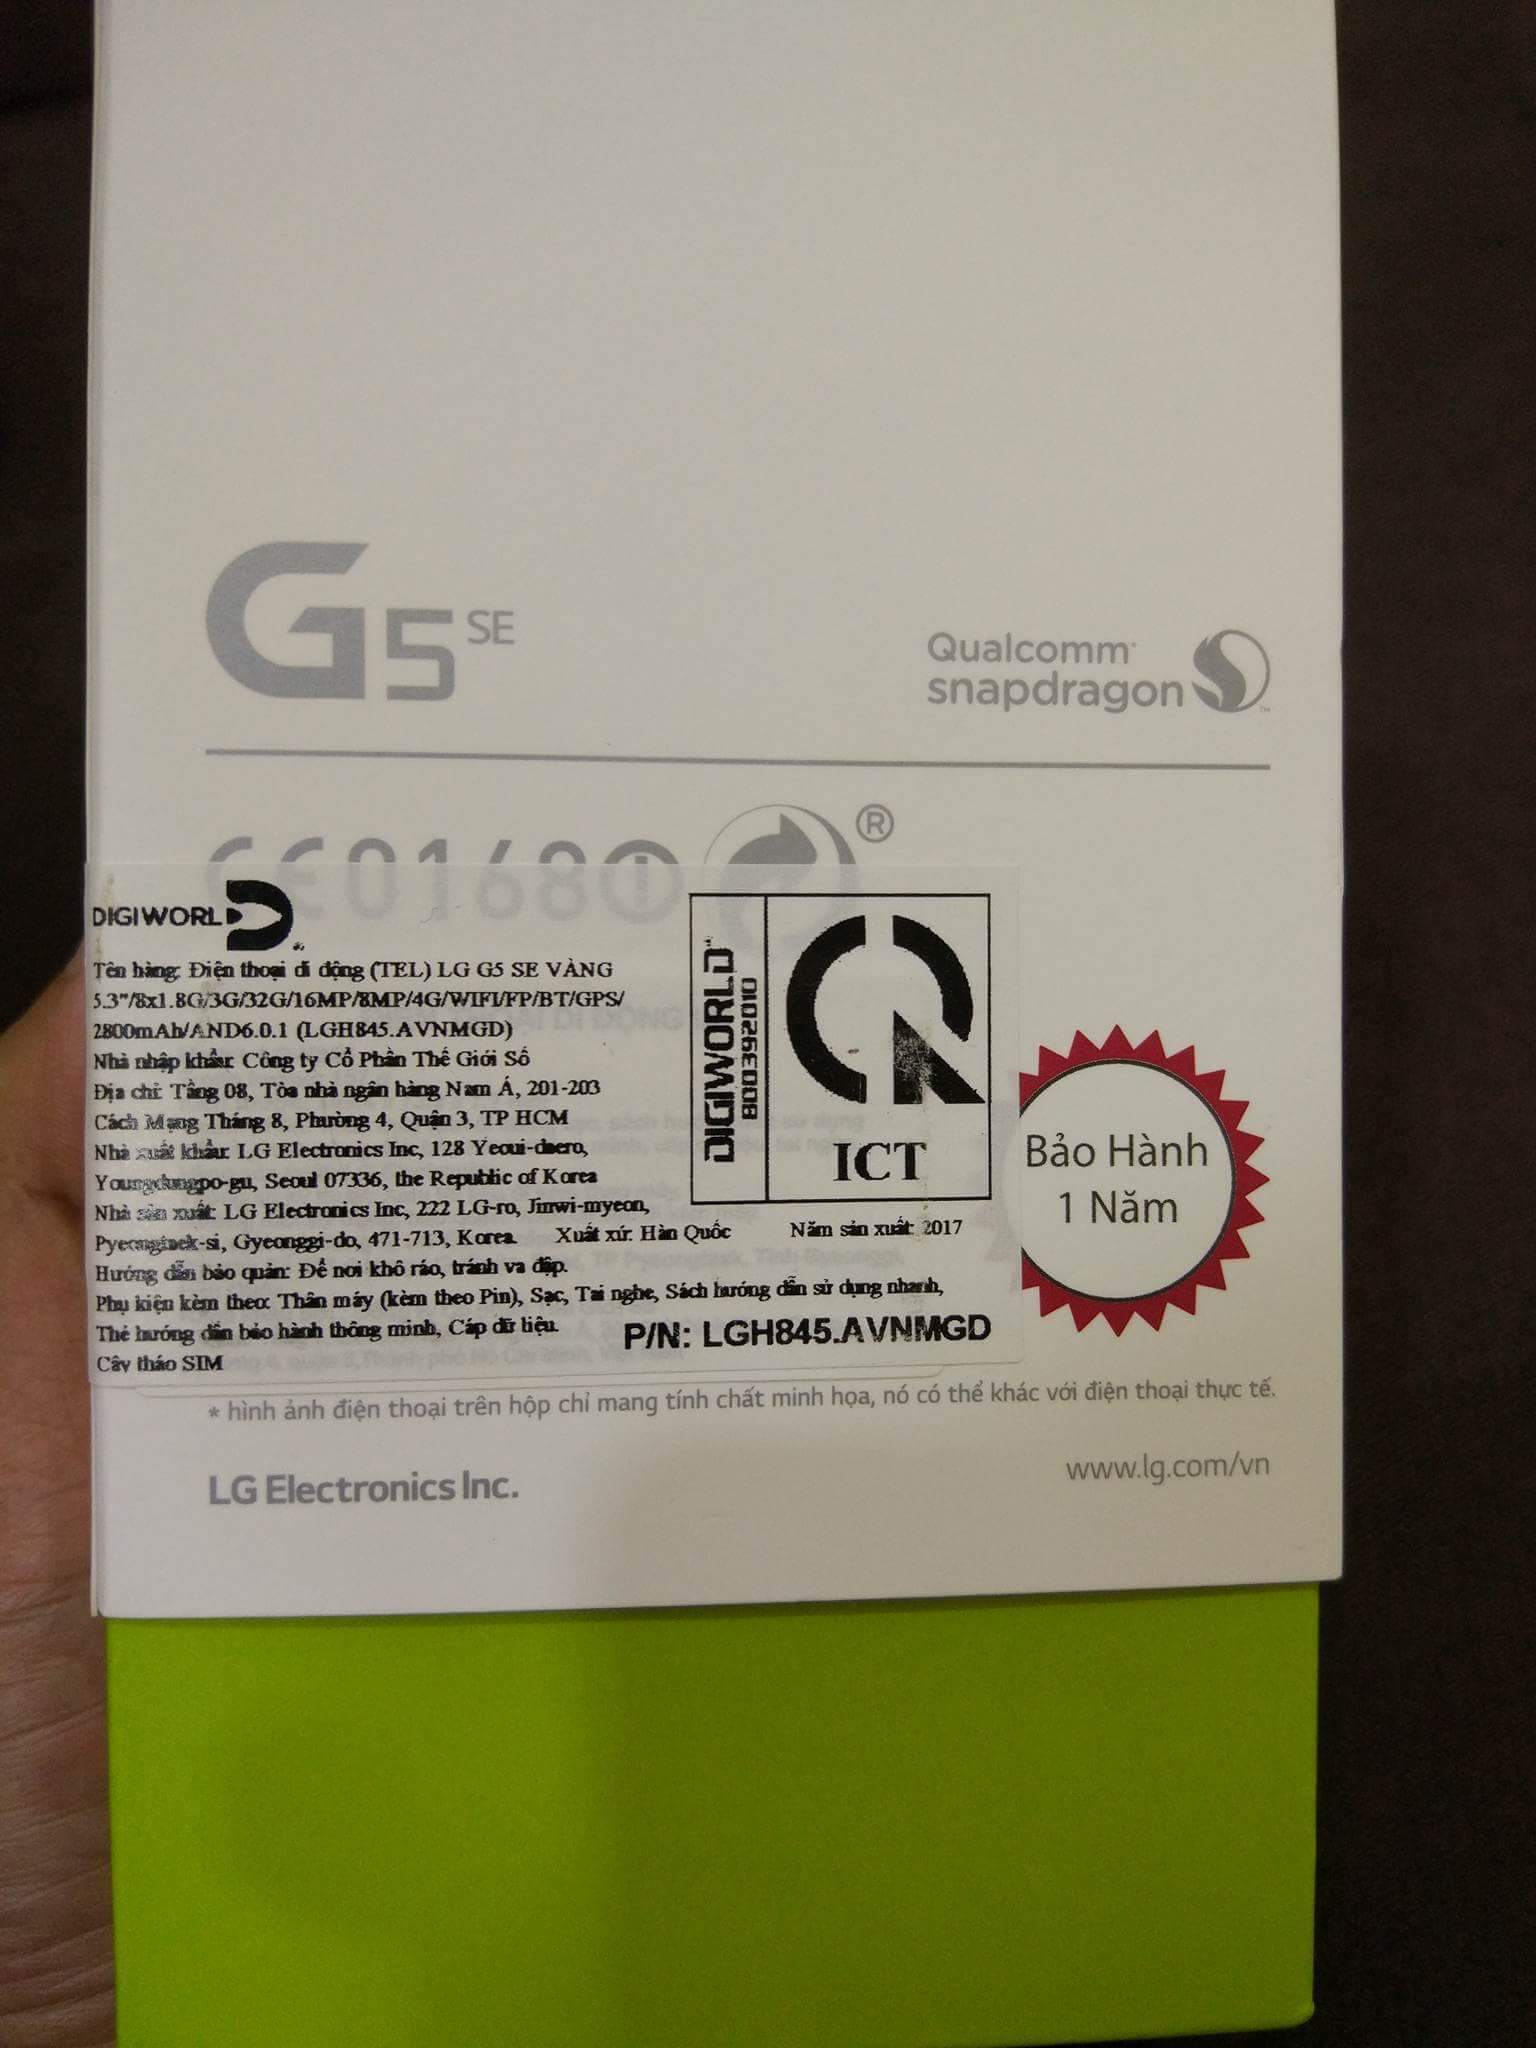 G5 SE
Qualcomm
snapdragon
CE0168
®
DIGIWORLD
Tên hàng: Điện thoại di động (TEL) LG G5 SE VÀNG
5.3"/8x1.8G/3G/32G/16MP/8MP/4G/WIFI/FP/BT/GPS/
2800mAh/AND6.0.1 (LGH845.AVNMGD)
Nhà nhập khẩu: Công ty Cổ Phần Thế Giới Số
Địa chỉ: Tầng 08, Tòa nhà ngân hàng Nam Á, 201-203
Cách Mạng Tháng 8, Phường 4, Quận 3, TP HCM
Nhà xuất khẩu: LG Electronics Inc, 128 Yeoui-daero,
Youngdungpo-gu, Seoul 07336, the Republic of Korea
Nhà sản xuất: LG Electronics Inc, 222 LG-ro, Jinwi-myeon,
Pyeongtaek-si, Gyeonggi-do, 471-713, Korea. Xuất xứ: Hàn Quốc Năm sản xuất: 2017
Hướng dẫn bảo quản: Để nơi khô ráo, tránh va đập.
Phụ kiện kèm theo: Thân máy (kèm theo Pin), Sạc, Tai nghe, Sách hướng dẫn sử dụng nhanh,
Thẻ hướng dẫn bảo hành thông minh, Cáp dữ liệu.
P/N: LGH845.AVNMGD
Cây tháo SIM
DIGIWORLD
800392010
ICT
Bảo Hành
1 Năm
* hình ảnh điện thoại trên hộp chỉ mang tính chất minh họa, nó có thể khác với điện thoại thực tế.
LG Electronics Inc.
www.lg.com/vn